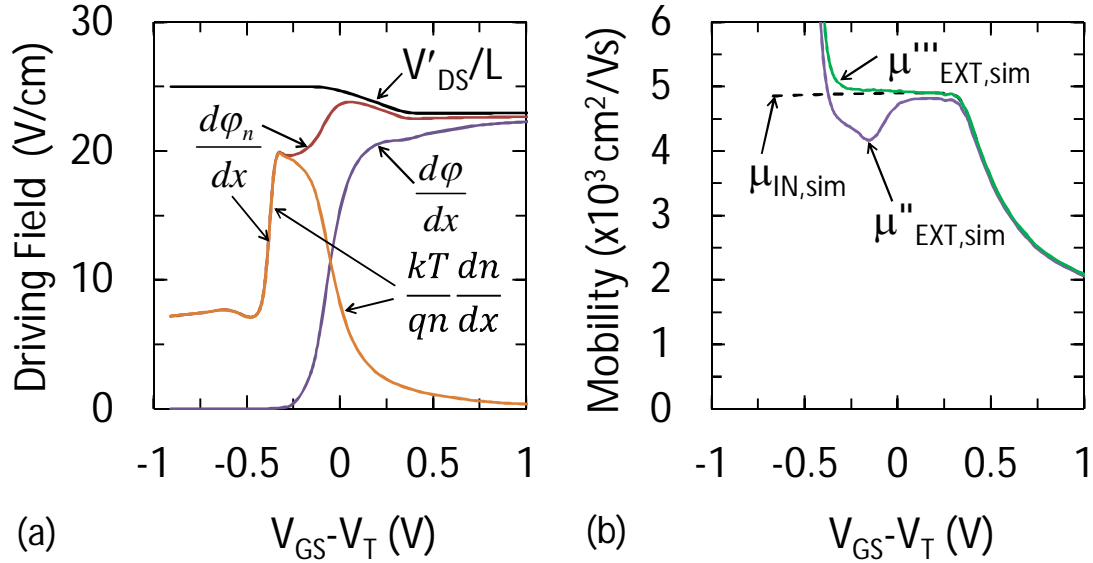 30
20
10
0
-1
-0.5
0
0.5
1
Driving Field (V/cm)
V'DS/L
dφn
dx
dφ
dx
kT dn
qn dx
VGS-VT (V)
(a)
6
5
4
3
2
1
0
-1
-0.5
0
0.5
1
Mobility (x10³ cm²/Vs)
μ'''EXT,sim
μIN,sim
μ''EXT,sim
VGS-VT (V)
(b)